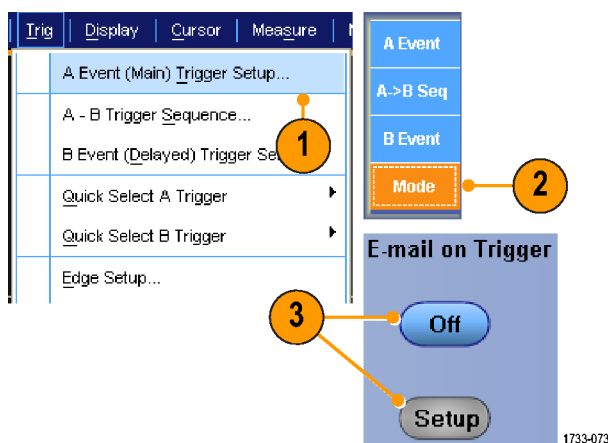 Trig Display Cursor Measure
A Event (Main) Trigger Setup...
A - B Trigger Sequence...
B Event (Delayed) Trigger
Quick Select A Trigger
Quick Select B Trigger
Edge Setup...
1
A Event
A->B Seq
B Event
Mode
2
E-mail on Trigger
Off
3
Setup
1733-073